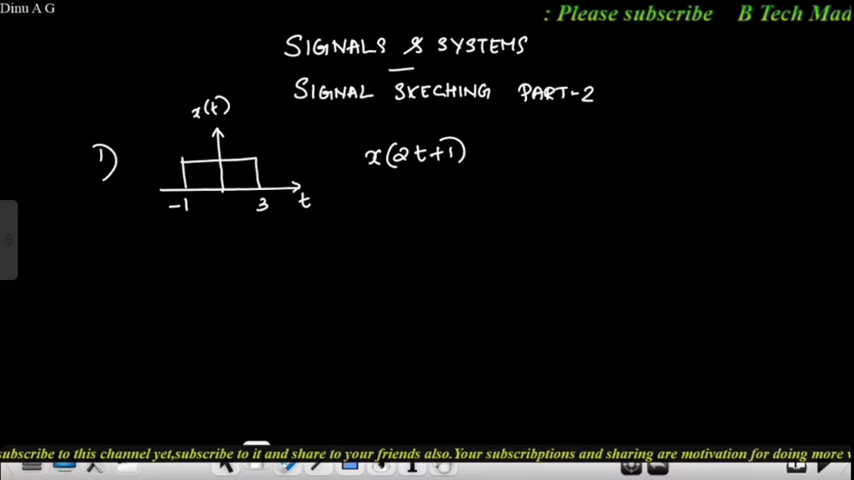 Dinu A G
: Please subscribe B Tech Mad
SIGNALS & SYSTEMS
SIGNAL SKECHING PART-2
x(t)
1)
x(2t+1)
-1 3 t
subscribe to this channel yet,subscribe to it and share to your friends also.Your subscribptions and sharing are motivation for doing more v